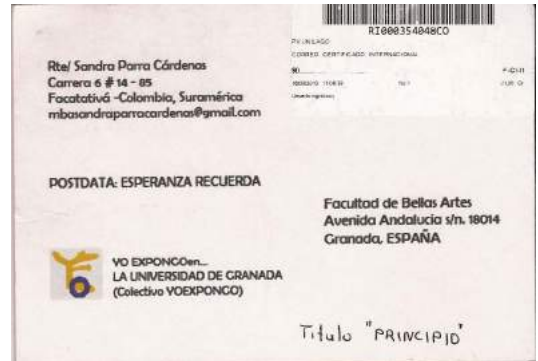 RI000354048CO
CORREO CERTIFICADO INTERNACIONAL
Rte/ Sandra Parra Cárdenas
Carrera 6 # 14 - 85
Facatativá -Colombia, Suramérica
mbasandraparracardenas@gmail.com
POSTDATA: ESPERANZA RECUERDA
Facultad de Bellas Artes
Avenida Andalucia s/n. 18014
Granada, ESPAÑA
YO EXPONGOen...
LA UNIVERSIDAD DE GRANADA
(Colectivo YOEXPONGO)
Titulo "PRINCIPIO"